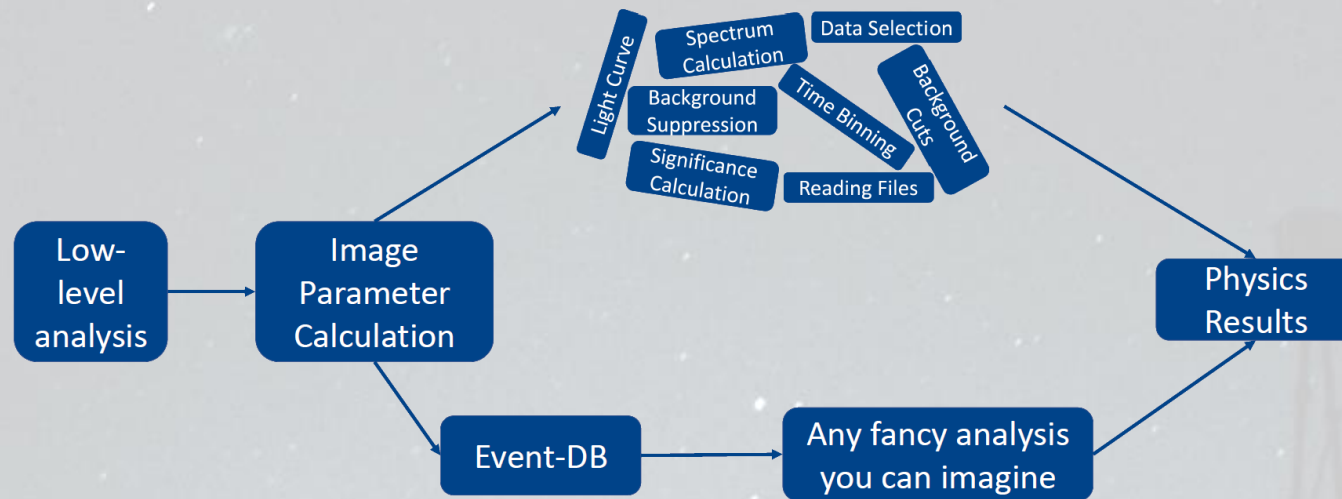 Light Curve
Spectrum
Calculation
Data Selection
Background
Suppression
Time Binning
Background
Cuts
Significance
Calculation
Reading Files
Low-
level
analysis
Image
Parameter
Calculation
Physics
Results
Event-DB
Any fancy analysis
you can imagine